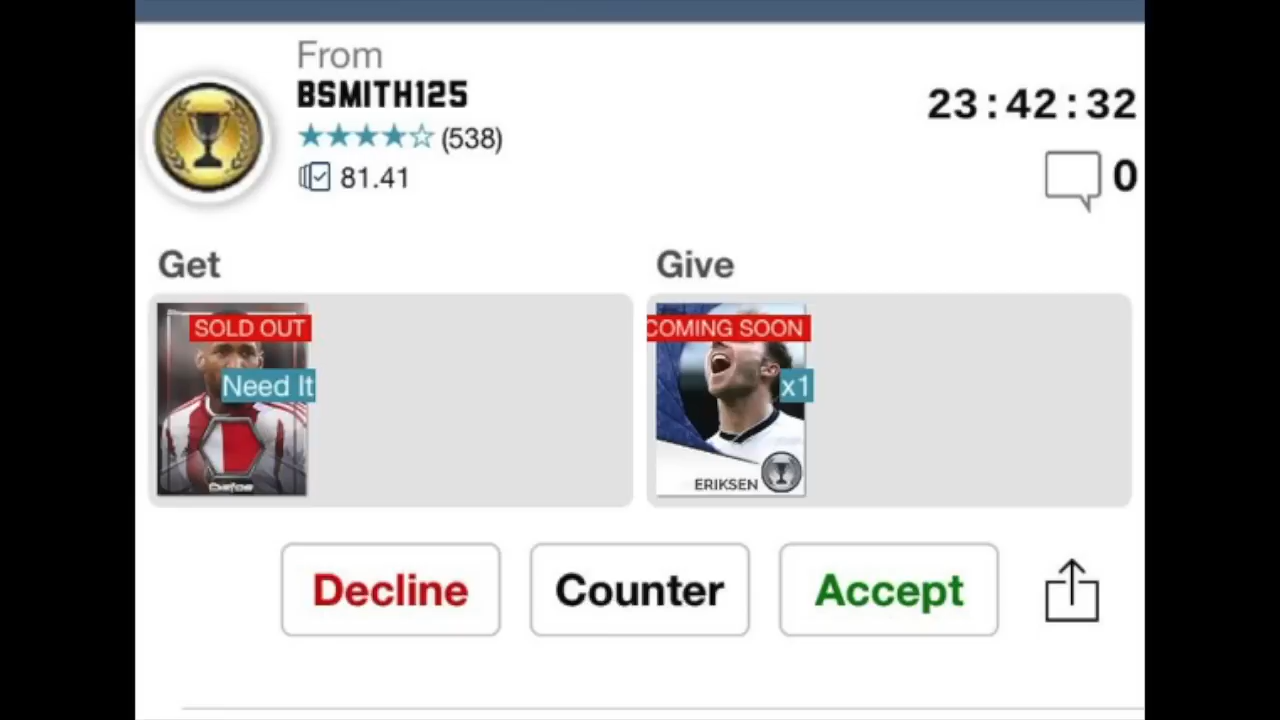 From
BSMITH125
(538)
81.41
23:42:32
0
Get
Give
SOLD OUT
Need It
Defoe
COMING SOON
x1
ERIKSEN
Decline
Counter
Accept